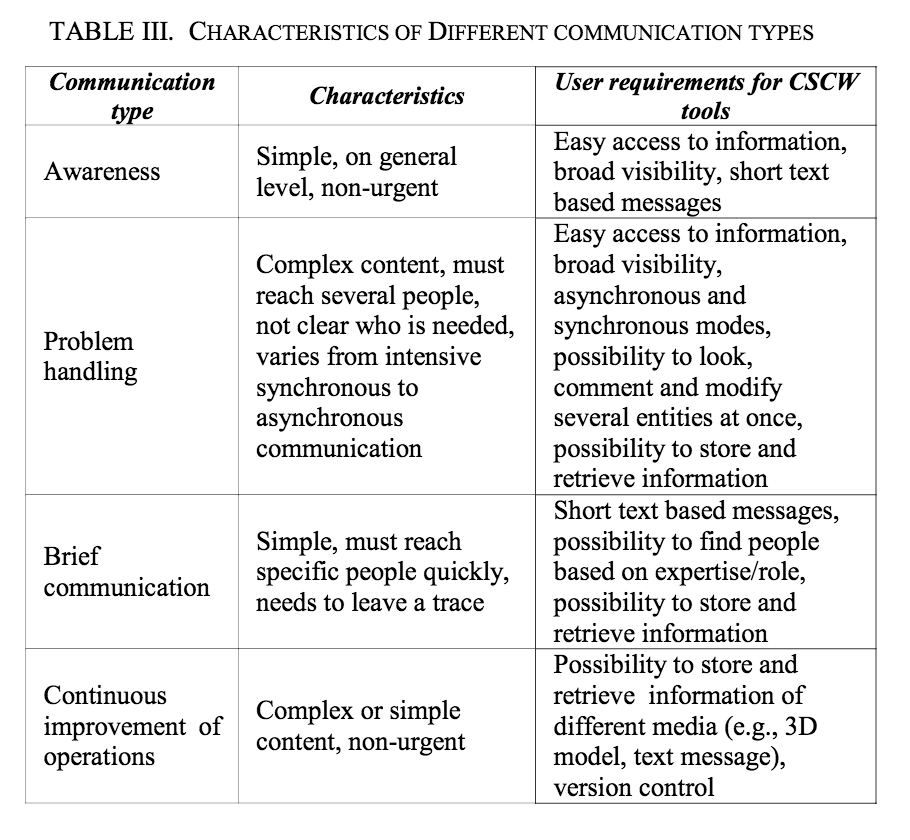 TABLE III. CHARACTERISTICS OF DIFFERENT COMMUNICATION TYPES
Communication
type
Characteristics
User requirements for CSCW
tools
Awareness
Simple, on general
level, non-urgent
Easy access to information,
broad visibility, short text
based messages
Problem
handling
Complex content, must
reach several people,
not clear who is needed,
varies from intensive
synchronous to
asynchronous
communication
Easy access to information,
broad visibility,
asynchronous and
synchronous modes,
possibility to look,
comment and modify
several entities at once,
possibility to store and
retrieve information
Brief
communication
Simple, must reach
specific people quickly,
needs to leave a trace
Short text based messages,
possibility to find people
based on expertise/role,
possibility to store and
retrieve information
Continuous
improvement of
operations
Complex or simple
content, non-urgent
Possibility to store and
retrieve information of
different media (e.g., 3D
model, text message),
version control